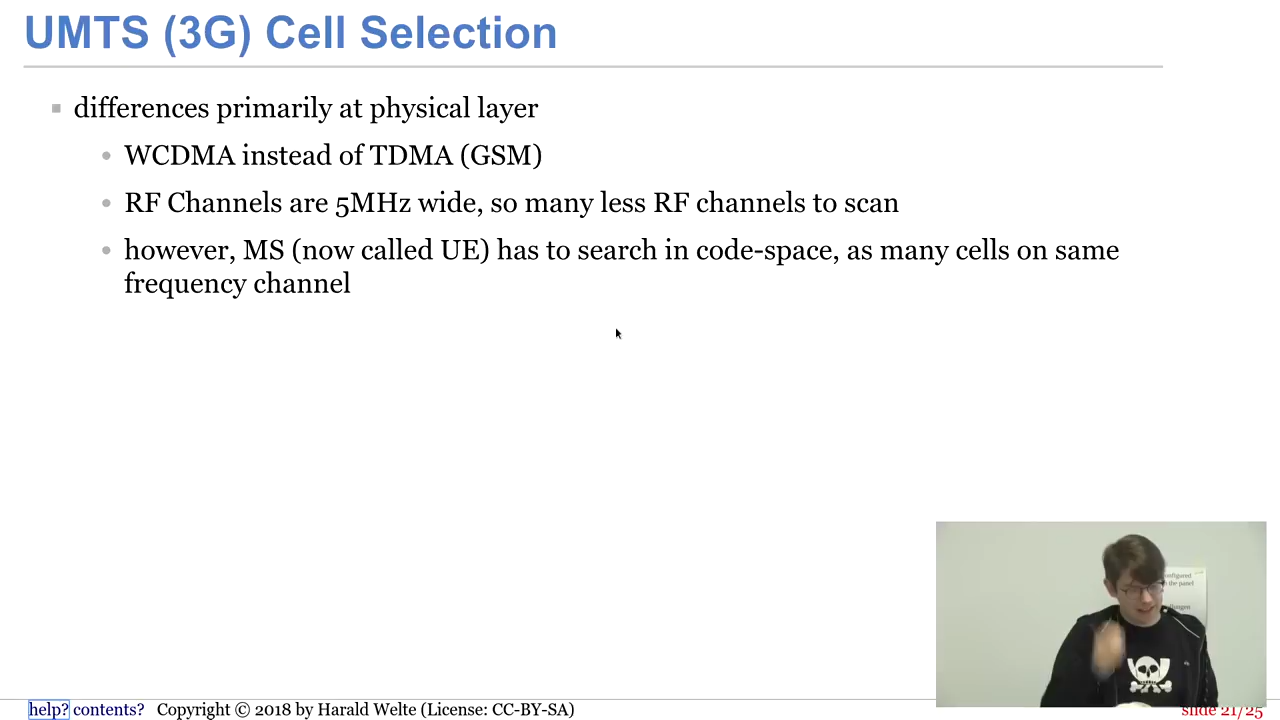 UMTS (3G) Cell Selection
differences primarily at physical layer
WCDMA instead of TDMA (GSM)
RF Channels are 5MHz wide, so many less RF channels to scan
however, MS (now called UE) has to search in code-space, as many cells on same
frequency channel
onfigured
the panel
help? contents? Copyright © 2018 by Harald Welte (License: CC-BY-SA)
slide 21/25